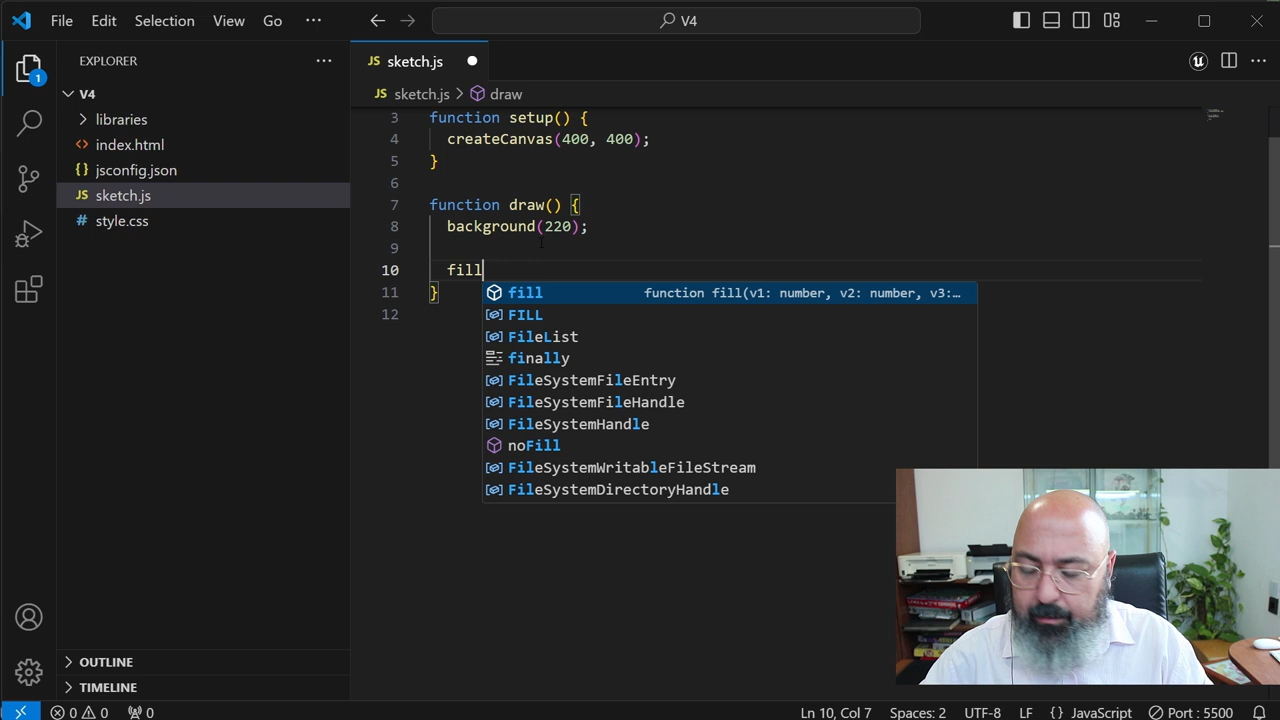 File Edit Selection View Go ··· V4
EXPLORER ···
V4
libraries
index.html
jsconfig.json
sketch.js
style.css
OUTLINE
TIMELINE
1
JS sketch.js
JS sketch.js > draw
3 function setup() {
4 createCanvas(400, 400);
5 }
6
7 function draw() {
8 background(220);
9
10 fill
11 }
12
fill function fill(v1: number, v2: number, v3:…
FILL
FileList
finally
FileSystemFileEntry
FileSystemFileHandle
FileSystemHandle
noFill
FileSystemWritableFileStream
FileSystemDirectoryHandle
0 0 0 Ln 10, Col 7 Spaces: 2 UTF-8 LF {} JavaScript Port : 5500